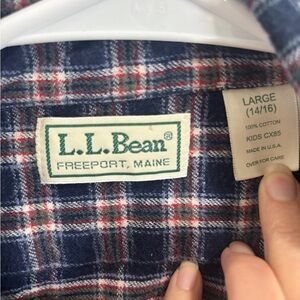 L.L.Bean®
FREEPORT, MAINE
LARGE
(14/16)
100% COTTON
KIDS CX85
MADE IN U.S.A.
OVER FOR CARE